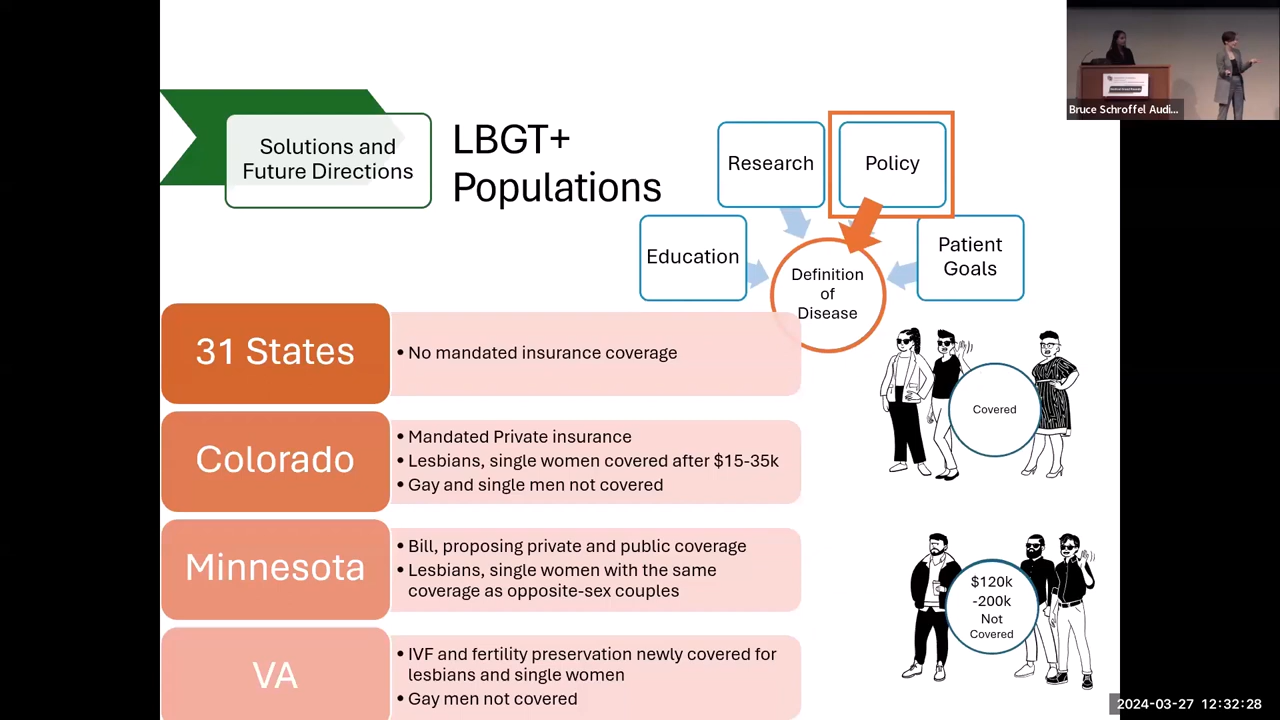 Bruce Schroffel Audi...
Solutions and
Future Directions
LBGT+
Populations
Research
Policy
Education
Patient
Goals
Definition
of
Disease
31 States
• No mandated insurance coverage
Colorado
• Mandated Private insurance
• Lesbians, single women covered after $15-35k
• Gay and single men not covered
Covered
Minnesota
• Bill, proposing private and public coverage
• Lesbians, single women with the same
coverage as opposite-sex couples
$120k
-200k
Not
Covered
VA
• IVF and fertility preservation newly covered for
lesbians and single women
• Gay men not covered
2024-03-27 12:32:28